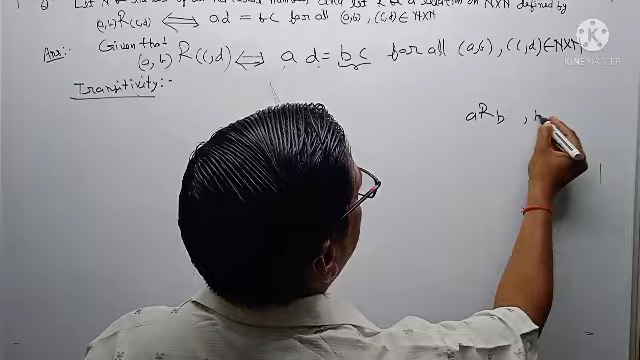 Q. Let N be the set of all natural numbers and let R be a relation on N×N defined by
(a,b)R(c,d) ⟺ ad = bc for all (a,b), (c,d) ∈ N×N
Ans:- Given that
(a, b) R(c,d) ⟺ a d = b c for all (a,b), (c,d) ∈ N×N
Transitivity:-
aRb , b
KINEMASTER